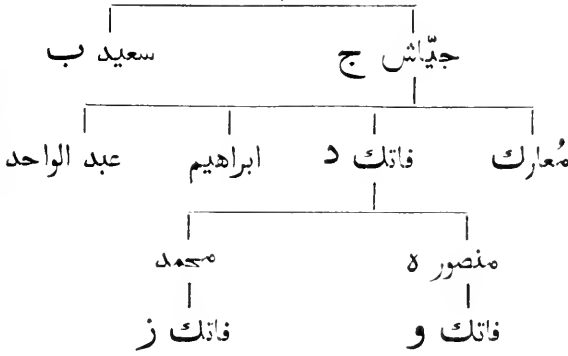 جيّاش ج سعيد ب
مُعارك فاتك د ابراهيم عبد الواحد
منصور ه محمد
فاتك و فاتك ز